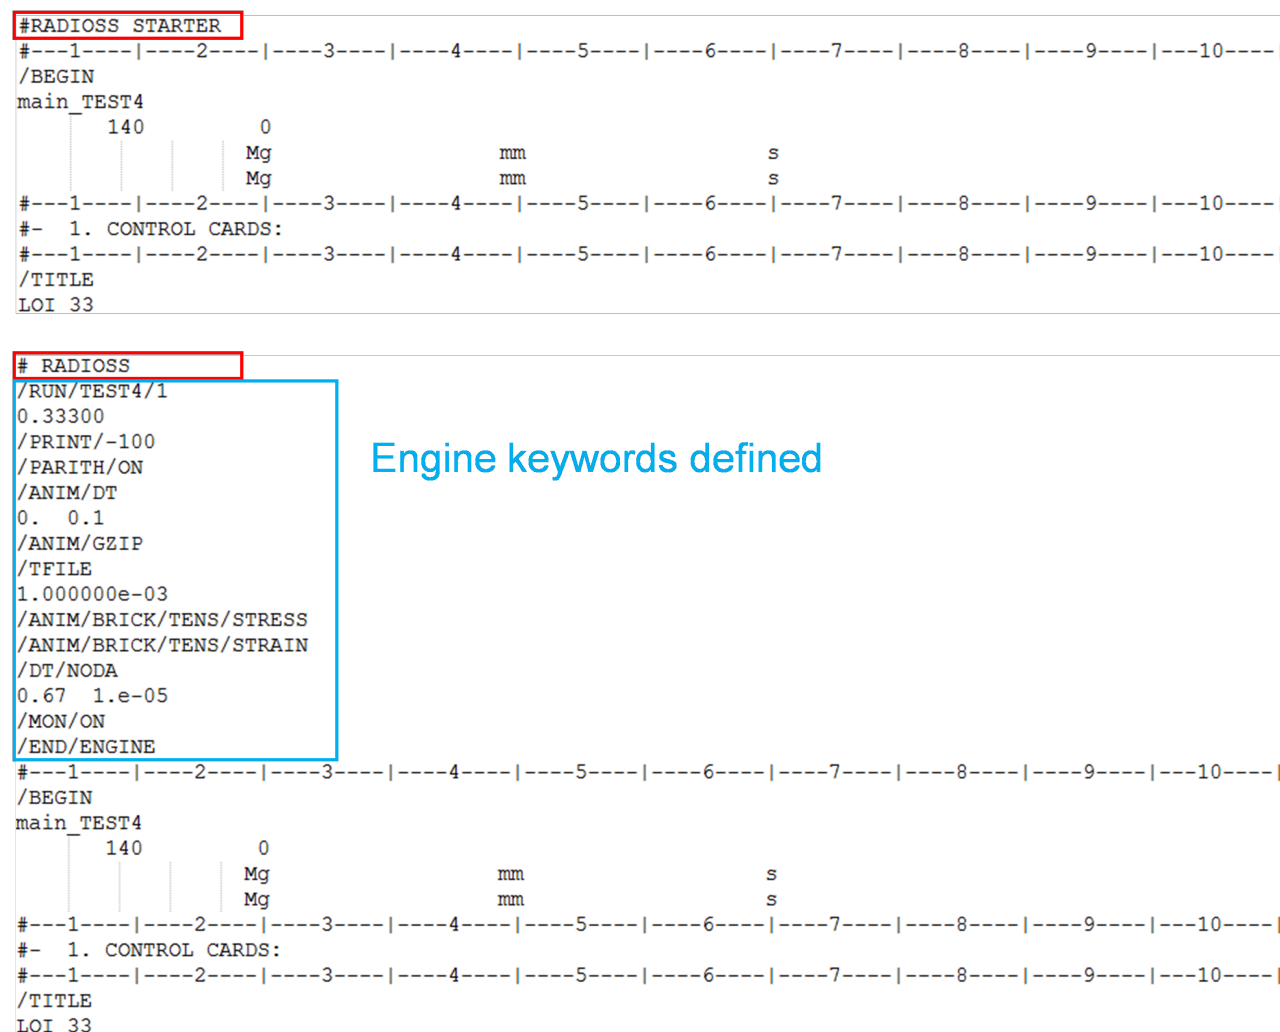 #RADIOSS STARTER
#---1----|----2----|----3----|----4----|----5----|----6----|----7----|----8----|----9----|---10----|
/BEGIN
main_TEST4
140 0
Mg mm s
Mg mm s
#---1----|----2----|----3----|----4----|----5----|----6----|----7----|----8----|----9----|---10----|
#- 1. CONTROL CARDS:
#---1----|----2----|----3----|----4----|----5----|----6----|----7----|----8----|----9----|---10----|
/TITLE
LOI 33
# RADIOSS
/RUN/TEST4/1
0.33300
/PRINT/-100
Engine keywords defined
/PARITH/ON
/ANIM/DT
0. 0.1
/ANIM/GZIP
/TFILE
1.000000e-03
/ANIM/BRICK/TENS/STRESS
/ANIM/BRICK/TENS/STRAIN
/DT/NODA
0.67 1.e-05
/MON/ON
/END/ENGINE
#---1----|----2----|----3----|----4----|----5----|----6----|----7----|----8----|----9----|---10----|
/BEGIN
main_TEST4
140 0
Mg mm s
Mg mm s
#---1----|----2----|----3----|----4----|----5----|----6----|----7----|----8----|----9----|---10----|
#- 1. CONTROL CARDS:
#---1----|----2----|----3----|----4----|----5----|----6----|----7----|----8----|----9----|---10----|
/TITLE
LOI 33